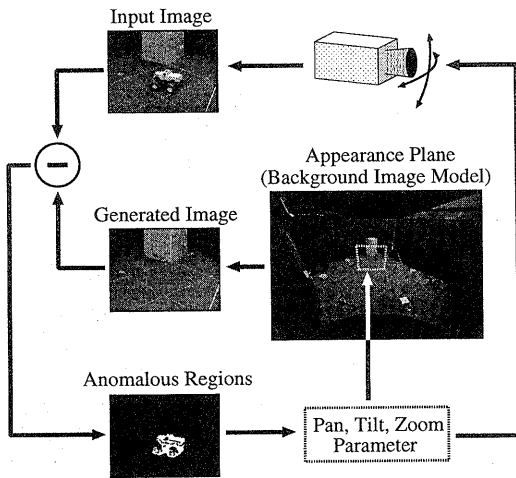 Input Image
Appearance Plane
(Background Image Model)
Generated Image
Anomalous Regions
Pan, Tilt, Zoom
Parameter